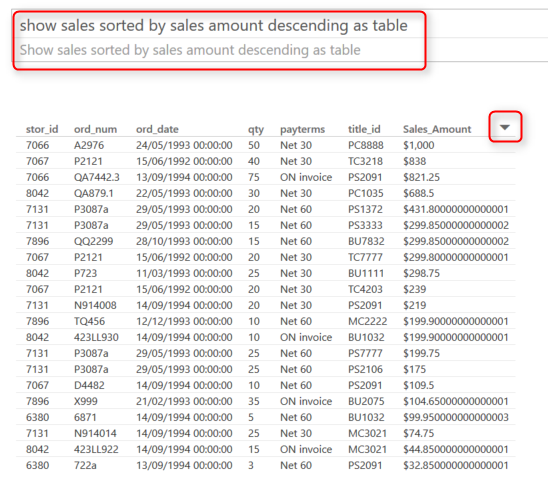 show sales sorted by sales amount descending as table
Show sales sorted by sales amount descending as table
stor_id ord_num ord_date qty payterms title_id Sales_Amount
7066 A2976 24/05/1993 00:00:00 50 Net 30 PC8888 $1,000
7067 P2121 15/06/1992 00:00:00 40 Net 30 TC3218 $838
7066 QA7442.3 13/09/1994 00:00:00 75 ON invoice PS2091 $821.25
8042 QA879.1 22/05/1993 00:00:00 30 Net 30 PC1035 $688.5
7131 P3087a 29/05/1993 00:00:00 20 Net 60 PS1372 $431.80000000000001
7131 P3087a 29/05/1993 00:00:00 15 Net 60 PS3333 $299.85000000000002
7896 QQ2299 28/10/1993 00:00:00 15 Net 60 BU7832 $299.85000000000002
7067 P2121 15/06/1992 00:00:00 20 Net 30 TC7777 $299.80000000000001
8042 P723 11/03/1993 00:00:00 25 Net 30 BU1111 $298.75
7067 P2121 15/06/1992 00:00:00 20 Net 30 TC4203 $239
7131 N914008 14/09/1994 00:00:00 20 Net 30 PS2091 $219
7896 TQ456 12/12/1993 00:00:00 10 Net 60 MC2222 $199.90000000000001
8042 423LL930 14/09/1994 00:00:00 10 ON invoice BU1032 $199.90000000000001
7131 P3087a 29/05/1993 00:00:00 25 Net 60 PS7777 $199.75
7131 P3087a 29/05/1993 00:00:00 25 Net 60 PS2106 $175
7067 D4482 14/09/1994 00:00:00 10 Net 60 PS2091 $109.5
7896 X999 21/02/1993 00:00:00 35 ON invoice BU2075 $104.65000000000001
6380 6871 14/09/1994 00:00:00 5 Net 60 BU1032 $99.950000000000003
7131 N914014 14/09/1994 00:00:00 25 Net 30 MC3021 $74.75
8042 423LL922 14/09/1994 00:00:00 15 ON invoice MC3021 $44.850000000000001
6380 722a 13/09/1994 00:00:00 3 Net 60 PS2091 $32.850000000000001